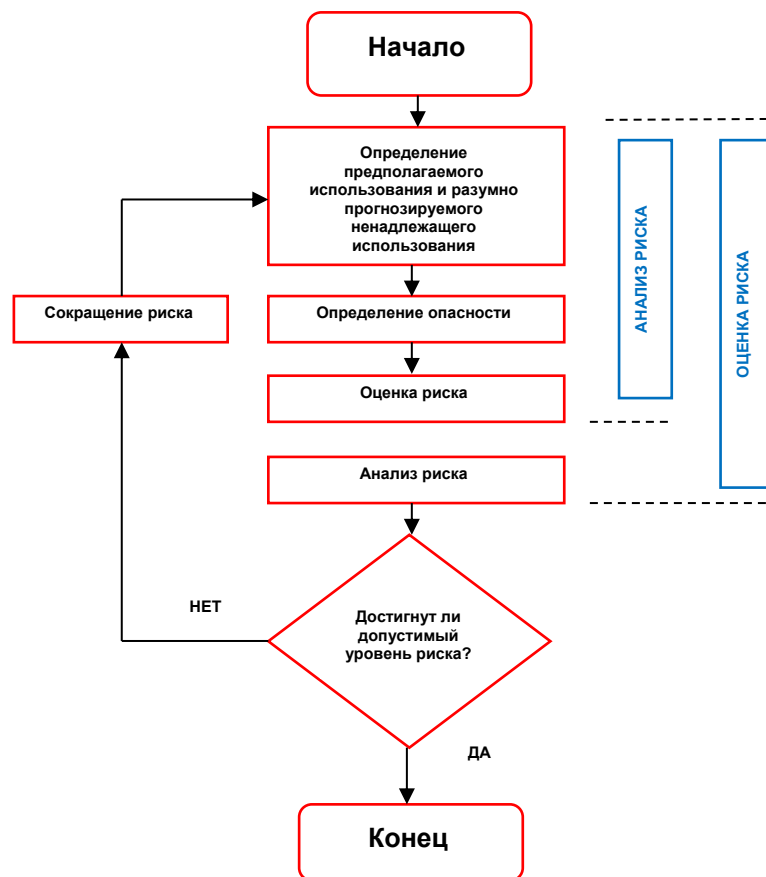 Начало
Определение
предполагаемого
использования и разумно
прогнозируемого
ненадлежащего
использования
Сокращение риска
Определение опасности
Оценка риска
Анализ риска
АНАЛИЗ РИСКА
ОЦЕНКА РИСКА
НЕТ
Достигнут ли
допустимый
уровень риска?
ДА
Конец